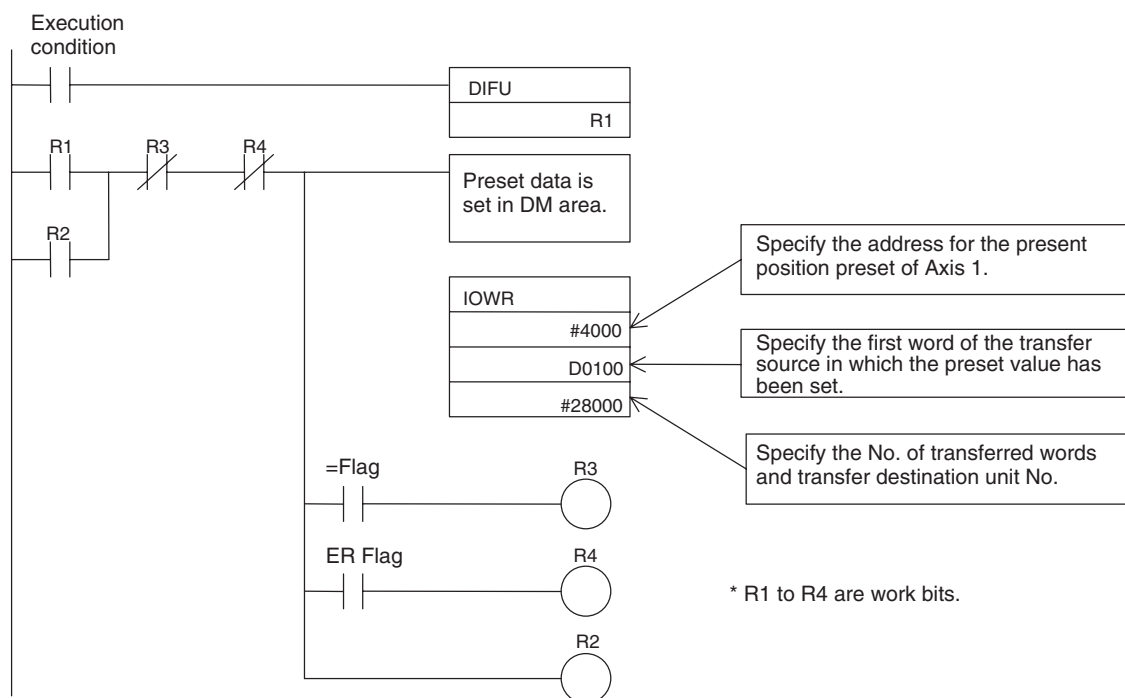 Execution
condition
DIFU
R1
R1
R3
R4
R2
Preset data is
set in DM area.
IOWR
#4000
D0100
#28000
Specify the address for the present
position preset of Axis 1.
Specify the first word of the transfer
source in which the preset value has
been set.
Specify the No. of transferred words
and transfer destination unit No.
=Flag
R3
ER Flag
R4
* R1 to R4 are work bits.
R2